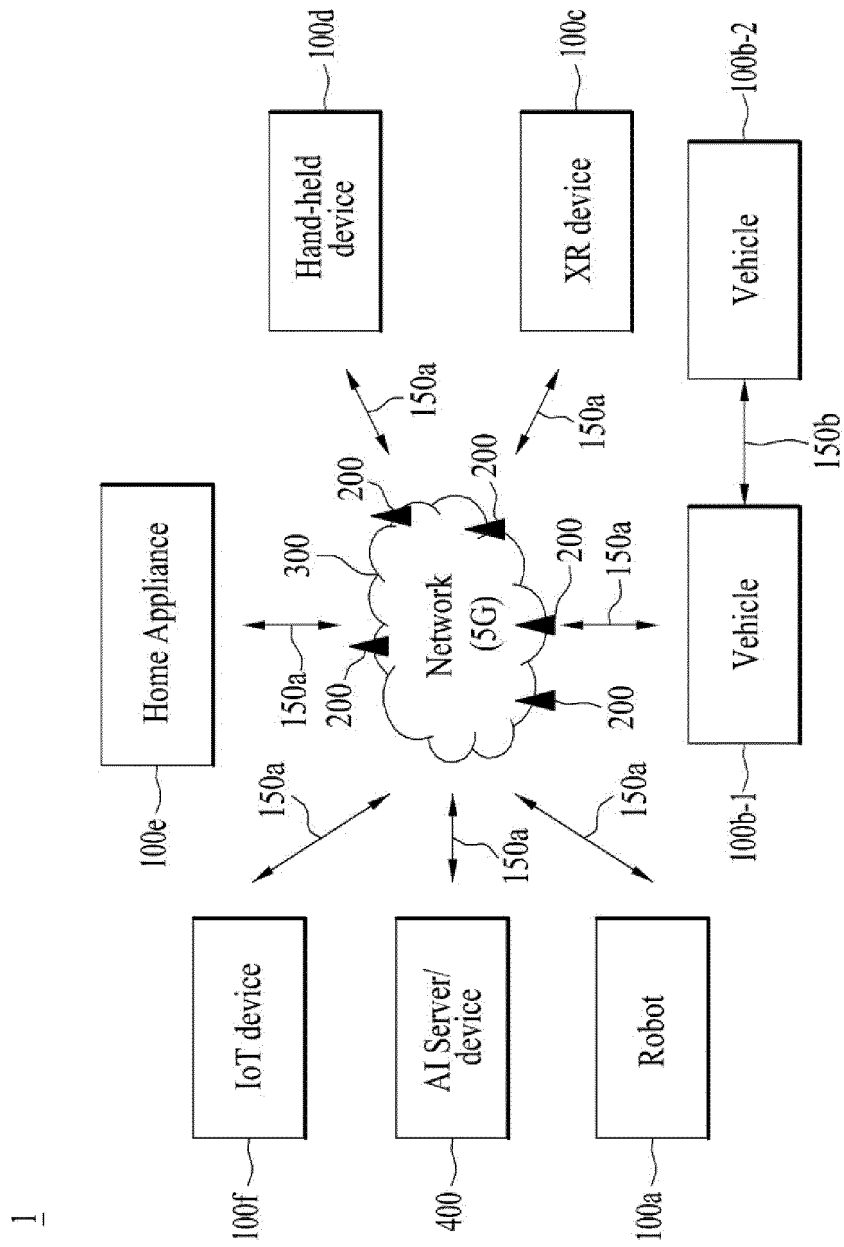 1
100e
Home Appliance
100f
IoT device
150a
150a
200
300
200
150a
Hand-held
device
100d
400
AI Server/
device
150a
Network
(5G)
200
150a
XR device
100c
100a
Robot
150a
200
200
150a
100b-1
Vehicle
150b
Vehicle
100b-2